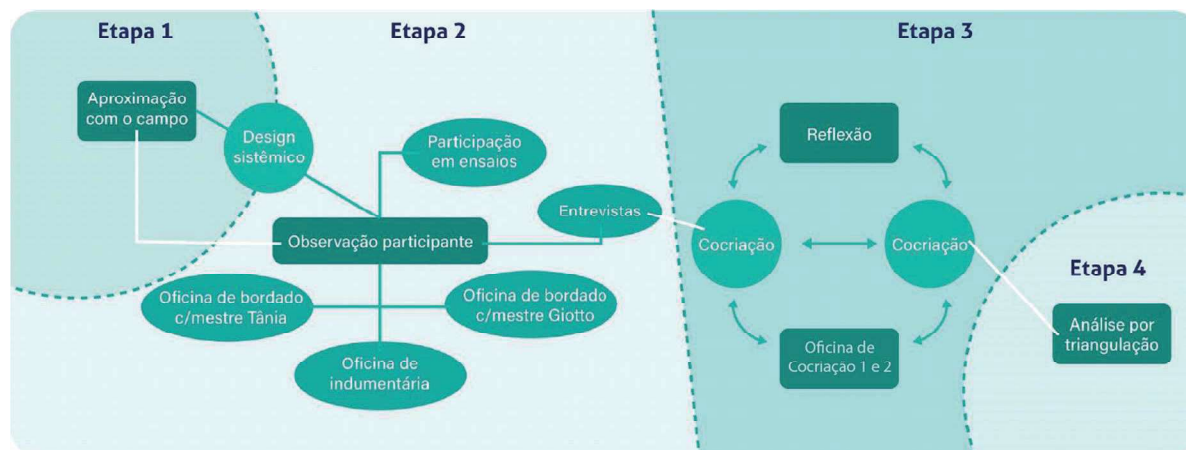 Etapa 1
Etapa 2
Etapa 3
Aproximação
com o campo
Design
sistêmico
Participação
em ensaios
Entrevistas
Observação participante
Oficina de bordado
c/mestre Tânia
Oficina de bordado
c/mestre Giotto
Oficina de
indumentária
Reflexão
Cocriação
Cocriação
Oficina de
Cocriação 1 e 2
Etapa 4
Análise por
triangulação